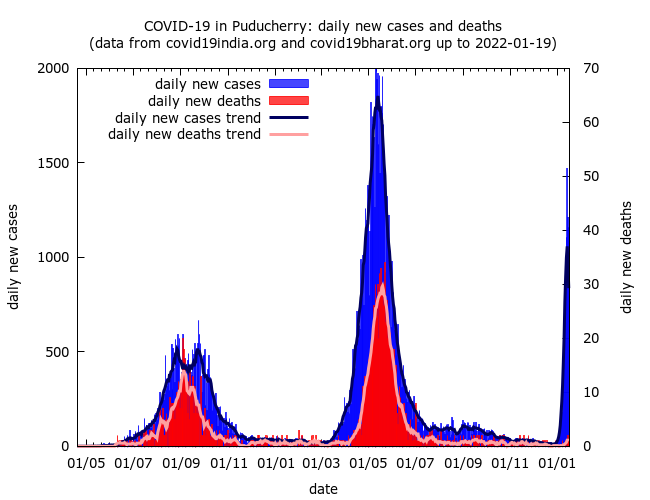 COVID-19 in Puducherry: daily new cases and deaths
(data from covid19india.org and covid19bharat.org up to 2022-01-19)
daily new cases
daily new deaths
daily new cases trend
daily new deaths trend
2000
1500
1000
500
0
70
60
50
40
30
20
10
0
daily new cases
daily new deaths
01/05 01/07 01/09 01/11 01/01 01/03 01/05 01/07 01/09 01/11 01/01
date